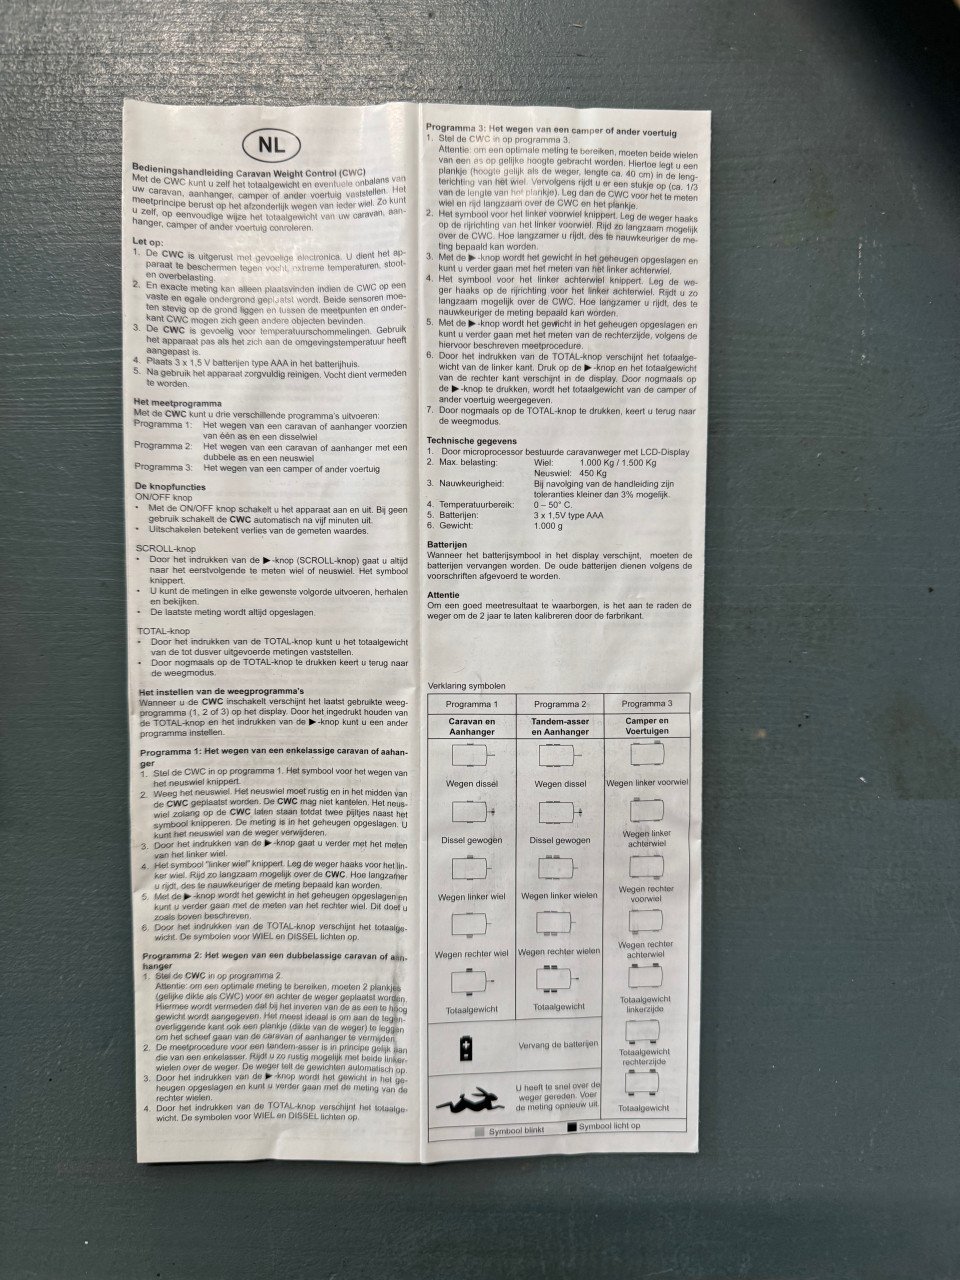 NL
Bedieningshandleiding Caravan Weight Control (CWC)
Met de CWC kunt u zelf het totaalgewicht en eventuele onbalans van
uw caravan, aanhanger, camper of ander voertuig vaststellen. Het
meetprincipe berust op het afzonderlijk wegen van ieder wiel. Zo kunt
u zelf, op eenvoudige wijze het totaalgewicht van uw caravan, aan-
hanger, camper of ander voertuig conroleren.
Let op:
1. De CWC is uitgerust met gevoelige electronica. U dient het ap-
paraat te beschermen tegen vocht, extreme temperaturen, stoot-
en overbelasting.
2. En exacte meting kan alleen plaatsvinden indien de CWC op een
vaste en egale ondergrond geplaatst wordt. Beide sensoren moe-
ten stevig op de grond liggen en tussen de meetpunten en onder-
kant CWC mogen zich geen andere objecten bevinden.
3. De CWC is gevoelig voor temperatuurschommelingen. Gebruik
het apparaat pas als het zich aan de omgevingstemperatuur heeft
aangepast is.
4. Plaats 3 x 1,5 V batterijen type AAA in het batterijhuis.
5. Na gebruik het apparaat zorgvuldig reinigen. Vocht dient vermeden
te worden.
Het meetprogramma
Met de CWC kunt u drie verschillende programma's uitvoeren:
Programma 1: Het wegen van een caravan of aanhanger voorzien
van één as en een disselwiel
Programma 2: Het wegen van een caravan of aanhanger met een
dubbele as en een neuswiel
Programma 3: Het wegen van een camper of ander voertuig
De knopfuncties
ON/OFF knop
• Met de ON/OFF knop schakelt u het apparaat aan en uit. Bij geen
gebruik schakelt de CWC automatisch na vijf minuten uit.
• Uitschakelen betekent verlies van de gemeten waardes.
SCROLL-knop
• Door het indrukken van de ▶-knop (SCROLL-knop) gaat u altijd
naar het eerstvolgende te meten wiel of neuswiel. Het symbool
knippert.
• U kunt de metingen in elke gewenste volgorde uitvoeren, herhalen
en bekijken.
• De laatste meting wordt altijd opgeslagen.
TOTAL-knop
• Door het indrukken van de TOTAL-knop kunt u het totaalgewicht
van de tot dusver uitgevoerde metingen vaststellen.
• Door nogmaals op de TOTAL-knop te drukken keert u terug naar
de weegmodus.
Het instellen van de weegprogramma's
Wanneer u de CWC inschakelt verschijnt het laatst gebruikte weeg-
programma (1, 2 of 3) op het display. Door het ingedrukt houden van
de TOTAL-knop en het indrukken van de ▶-knop kunt u een ander
programma instellen.
Programma 1: Het wegen van een enkelassige caravan of aahan-
ger
1. Stel de CWC in op programma 1. Het symbool voor het wegen van
het neuswiel knippert.
2. Weeg het neuswiel. Het neuswiel moet rustig en in het midden van
de CWC geplaatst worden. De CWC mag niet kantelen. Het neus-
wiel zolang op de CWC laten staan totdat twee pijltjes naast het
symbool knipperen. De meting is in het geheugen opgeslagen. U
kunt het neuswiel van de weger verwijderen.
3. Door het indrukken van de ▶-knop gaat u verder met het meten
van het linker wiel.
4. Het symbool "linker wiel" knippert. Leg de weger haaks voor het lin-
ker wiel. Rijd zo langzaam mogelijk over de CWC. Hoe langzamer
u rijdt, des te nauwkeuriger de meting bepaald kan worden.
5. Met de ▶-knop wordt het gewicht in het geheugen opgeslagen en
kunt u verder gaan met de meten van het rechter wiel. Dit doet u
zoals boven beschreven.
6. Door het indrukken van de TOTAL-knop verschijnt het totaalge-
wicht. De symbolen voor WIEL en DISSEL lichten op.
Programma 2: Het wegen van een dubbelassige caravan of aan-
hanger
1. Stel de CWC in op programma 2.
Attentie: om een optimale meting te bereiken, moeten 2 plankjes
(gelijke dikte als CWC) voor en achter de weger geplaatst worden.
Hiermee wordt vermeden dat bij het inveren van de as een te hoog
gewicht wordt aangegeven. Het meest ideaal is om aan de tegen-
overliggende kant ook een plankje (dikte van de weger) te leggen
om het scheef gaan van de caravan of aanhanger te vermijden.
2. De meetprocedure voor een tandem-asser is in principe gelijk aan
die van een enkelasser. Rijdt u zo rustig mogelijk met beide linker-
wielen over de weger. De weger telt de gewichten automatisch op.
3. Door het indrukken van de ▶-knop wordt het gewicht in het ge-
heugen opgeslagen en kunt u verder gaan met de meting van de
rechter wielen.
4. Door het indrukken van de TOTAL-knop verschijnt het totaalge-
wicht. De symbolen voor WIEL en DISSEL lichten op.
Programma 3: Het wegen van een camper of ander voertuig
1. Stel de CWC in op programma 3.
Attentie: om een optimale meting te bereiken, moeten beide wielen
van een as op gelijke hoogte gebracht worden. Hiertoe legt u een
plankje (hoogte gelijk als de weger, lengte ca. 40 cm) in de leng-
terichting van het wiel. Vervolgens rijdt u er een stukje op (ca. 1/3
van de lengte van het plankje). Leg dan de CWC voor het te meten
wiel en rid langzaam over de CWC en het plankje.
2. Het symbool voor het linker voorwiel knippert. Leg de weger haaks
op de rijrichting van het linker voorwiel. Rijd zo langzaam mogelijk
over de CWC. Hoe langzamer u rijdt, des te nauwkeuriger de me-
ting bepaald kan worden.
3. Met de ▶-knop wordt het gewicht in het geheugen opgeslagen en
kunt u verder gaan met het meten van het linker achterwiel.
4. Het symbool for het linker achterwiel knippert. Leg de we-
ger haaks op de rijrichting voor het linker achterwiel. Rijdt u zo
langzaam mogelijk over de CWC. Hoe langzamer u rijdt, des te
nauwkeuriger de meting bepaald kan worden.
5. Met de ▶-knop wordt het gewicht in het geheugen opgeslagen en
kunt u verder gaan met het meten van de rechterzijde, volgens de
hiervoor beschreven meetprocedure.
6. Door het indrukken van de TOTAL-knop verschijnt het totaalge-
wicht van de linker kant. Druk op de ▶-knop en het totaalgewicht
van de rechter kant verschijnt in de display. Door nogmaals op
de ▶-knop te drukken, wordt het totaalgewicht van de camper of
ander voertuig weergegeven.
7. Door nogmaals op de TOTAL-knop te drukken, keert u terug naar
de weegmodus.
Technische gegevens
1. Door microprocessor bestuurde caravanweger met LCD-Display
2. Max. belasting: Wiel: 1.000 Kg / 1.500 Kg
Neuswiel: 450 Kg
3. Nauwkeurigheid: Bij navolging van de handleiding zijn
toleranties kleiner dan 3% mogelijk.
4. Temperatuurbereik: 0 – 50° C.
5. Batterijen: 3 x 1,5V type AAA
6. Gewicht: 1.000 g
Batterijen
Wanneer het batterijsymbool in het display verschijnt, moeten de
batterijen vervangen worden. De oude batterijen dienen volgens de
voorschriften afgevoerd te worden.
Attentie
Om een goed meetresultaat te waarborgen, is het aan te raden de
weger om de 2 jaar te laten kalibreren door de farbrikant.
Verklaring symbolen
Programma 1 Programma 2 Programma 3
Caravan en Aanhanger Tandem-asser en Aanhanger Camper en Voertuigen
Wegen dissel Wegen dissel Wegen linker voorwiel
Dissel gewogen Dissel gewogen Wegen linker achterwiel
Wegen linker wiel Wegen linker wielen Wegen rechter voorwiel
Wegen rechter wiel Wegen rechter wielen Wegen rechter achterwiel
Totaalgewicht Totaalgewicht Totaalgewicht linkerzijde
Vervang de batterijen Totaalgewicht rechterzijde
U heeft te snel over de
weger gereden. Voer
de meting opnieuw uit.
Totaalgewicht
Symbool blinkt Symbool licht op